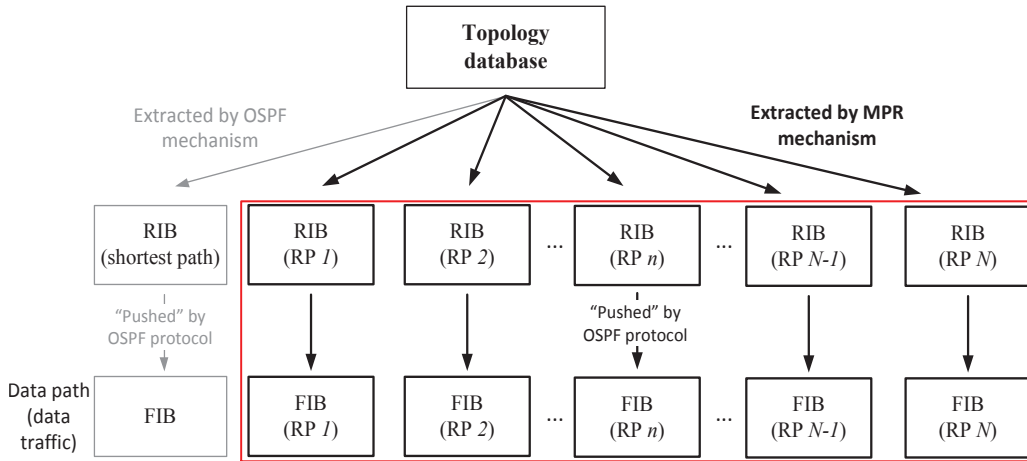 Topology
database
Extracted by OSPF
mechanism
Extracted by MPR
mechanism
RIB
(shortest path)
RIB
(RP 1)
RIB
(RP 2)
...
RIB
(RP n)
...
RIB
(RP N-1)
RIB
(RP N)
“Pushed” by
OSPF protocol
“Pushed” by
OSPF protocol
Data path
(data
traffic)
FIB
FIB
(RP 1)
FIB
(RP 2)
...
FIB
(RP n)
...
FIB
(RP N-1)
FIB
(RP N)